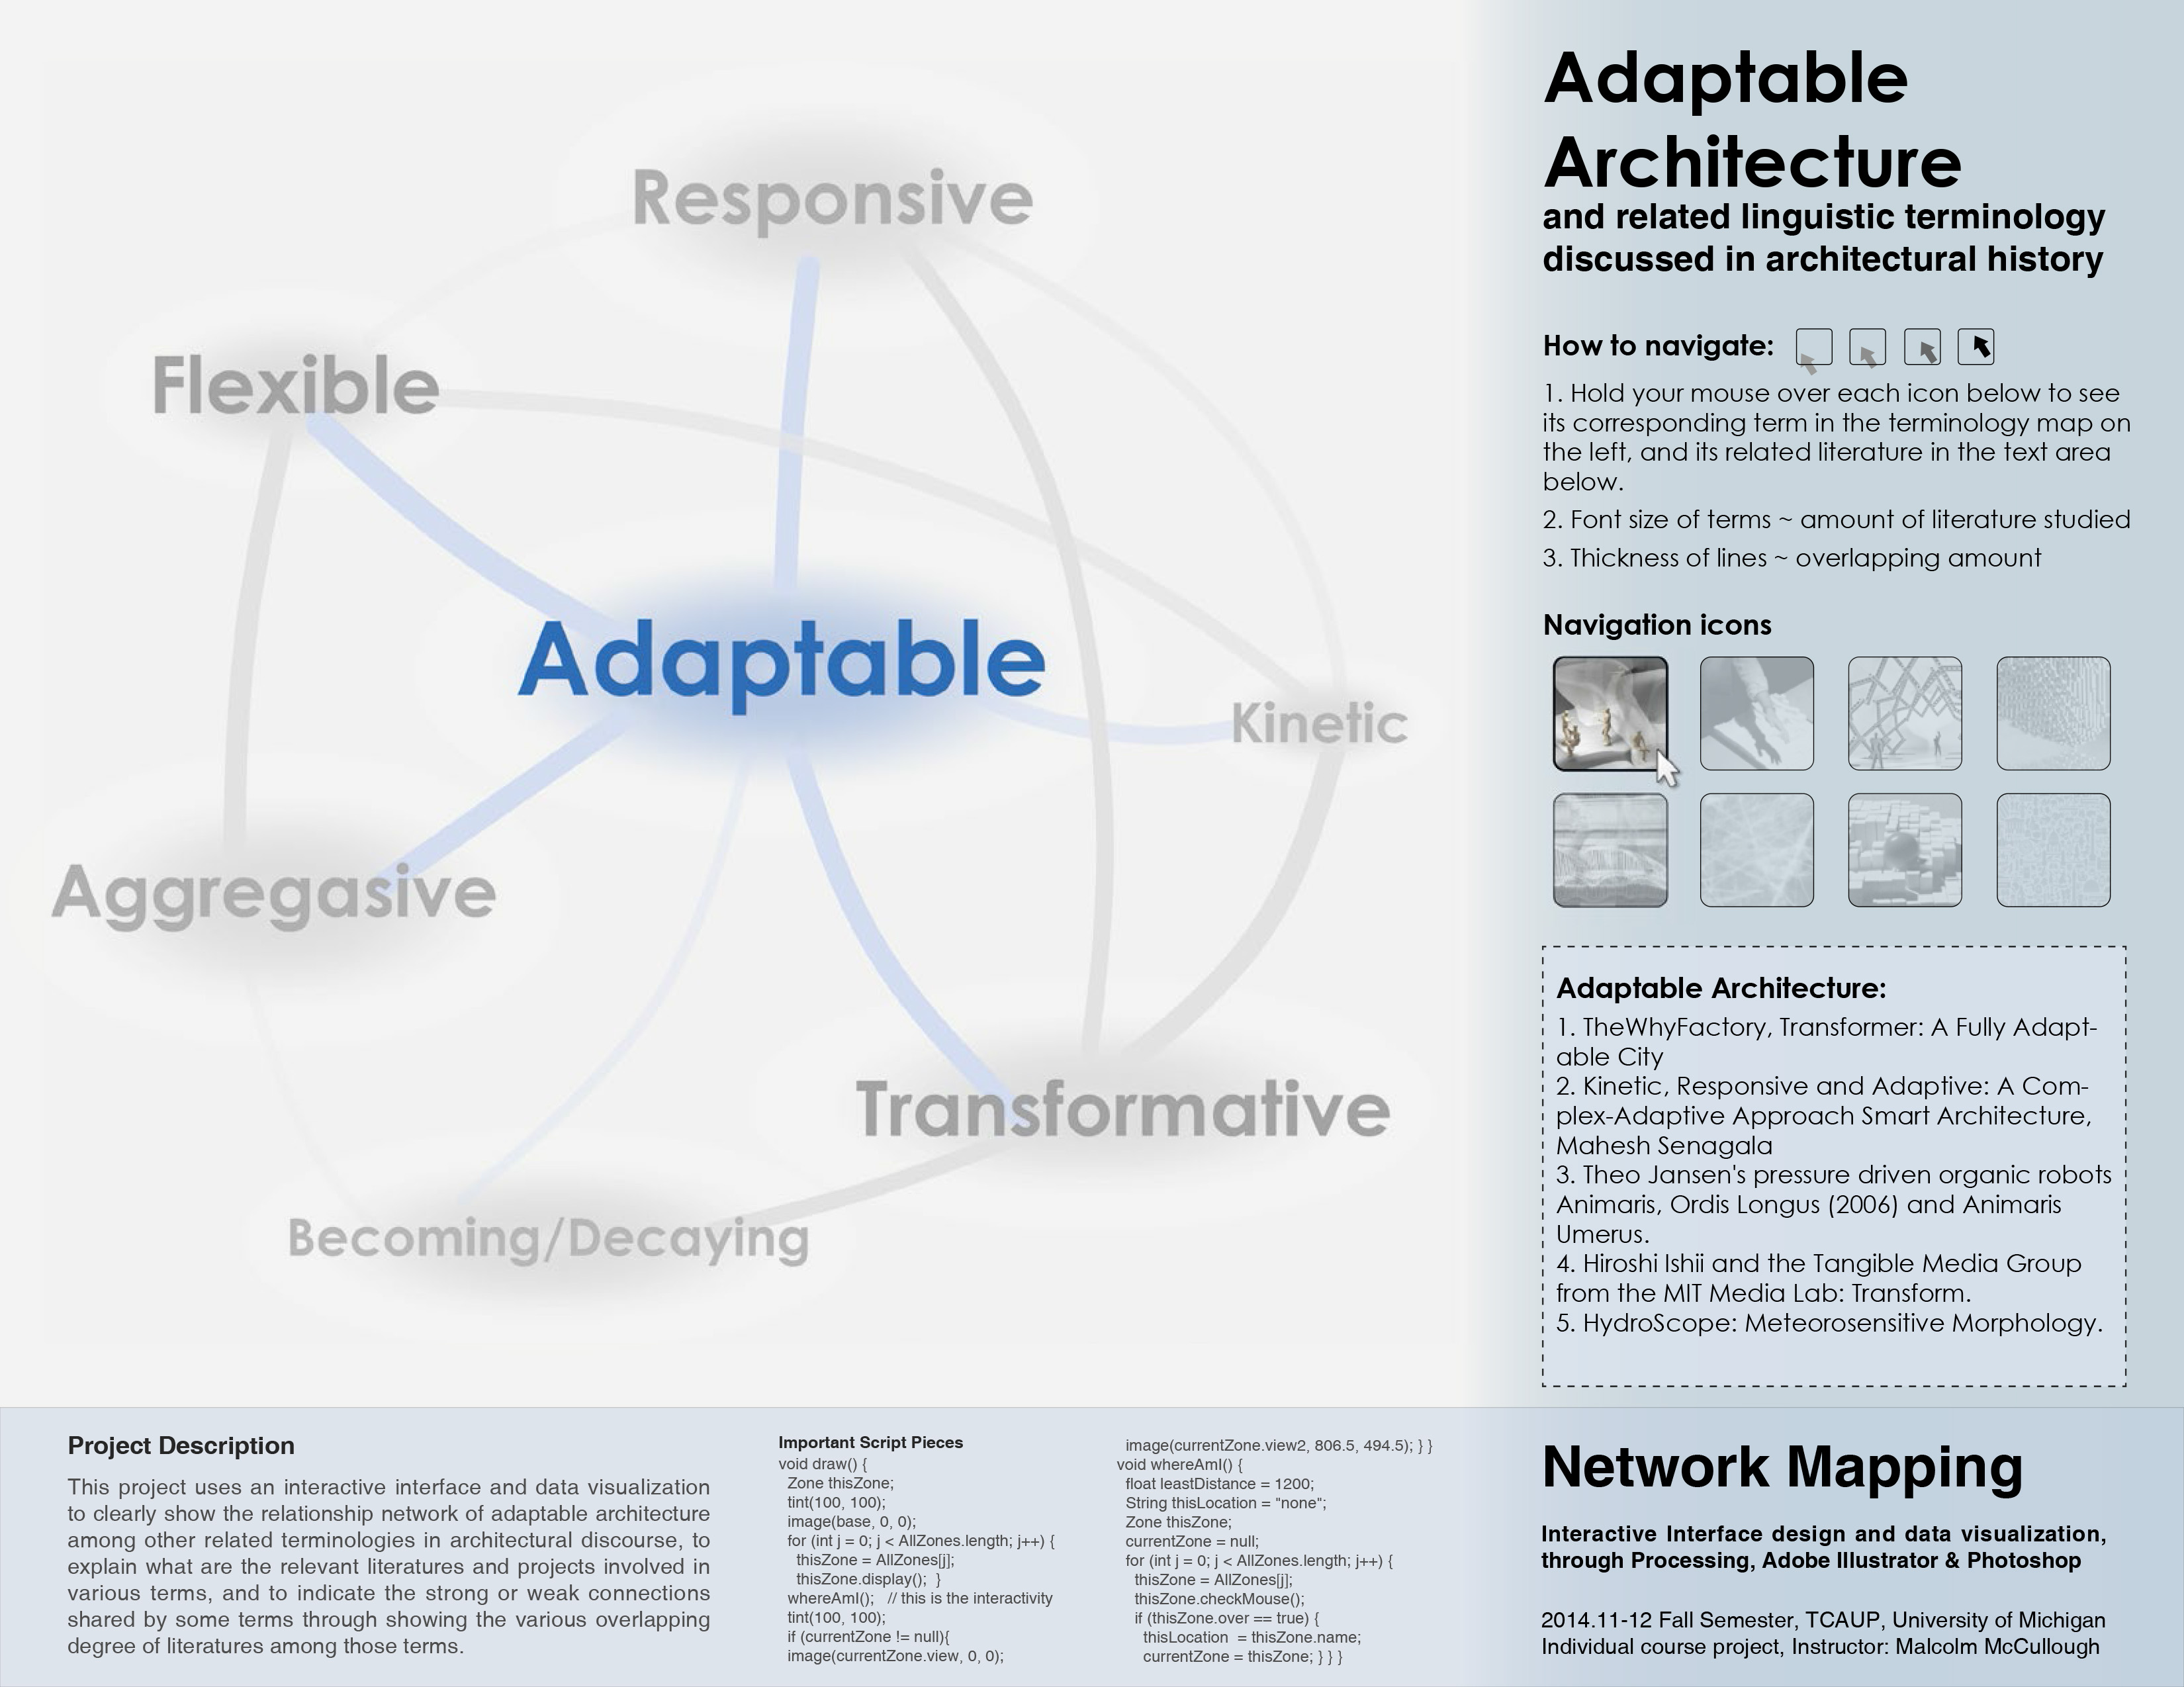 Responsive
Flexible
Adaptable
Kinetic
Aggregasive
Transformative
Becoming/Decaying
Adaptable
Architecture
and related linguistic terminology
discussed in architectural history
How to navigate:
1. Hold your mouse over each icon below to see
its corresponding term in the terminology map on
the left, and its related literature in the text area
below.
2. Font size of terms ~ amount of literature studied
3. Thickness of lines ~ overlapping amount
Navigation icons
Adaptable Architecture:
1. TheWhyFactory, Transformer: A Fully Adapt-
able City
2. Kinetic, Responsive and Adaptive: A Com-
plex-Adaptive Approach Smart Architecture,
Mahesh Senagala
3. Theo Jansen's pressure driven organic robots
Animaris, Ordis Longus (2006) and Animaris
Umerus.
4. Hiroshi Ishii and the Tangible Media Group
from the MIT Media Lab: Transform.
5. HydroScope: Meteorosensitive Morphology.
Project Description
This project uses an interactive interface and data visualization
to clearly show the relationship network of adaptable architecture
among other related terminologies in architectural discourse, to
explain what are the relevant literatures and projects involved in
various terms, and to indicate the strong or weak connections
shared by some terms through showing the various overlapping
degree of literatures among those terms.
Important Script Pieces
void draw() {
Zone thisZone;
tint(100, 100);
image(base, 0, 0);
for (int j = 0; j < AllZones.length; j++) {
thisZone = AllZones[j];
thisZone.display();  }
whereAmI();   // this is the interactivity
tint(100, 100);
if (currentZone != null){
image(currentZone.view, 0, 0);
image(currentZone.view2, 806.5, 494.5); } }
void whereAmI() {
float leastDistance = 1200;
String thisLocation = "none";
Zone thisZone;
currentZone = null;
for (int j = 0; j < AllZones.length; j++) {
thisZone = AllZones[j];
thisZone.checkMouse();
if (thisZone.over == true) {
thisLocation  = thisZone.name;
currentZone = thisZone; } } }
Network Mapping
Interactive Interface design and data visualization,
through Processing, Adobe Illustrator & Photoshop
2014.11-12 Fall Semester, TCAUP, University of Michigan
Individual course project, Instructor: Malcolm McCullough